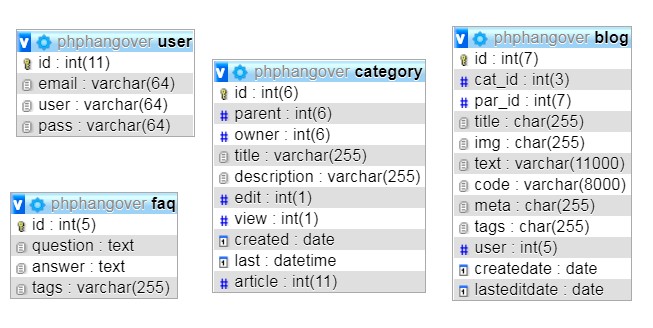 phphangover user
id : int(11)
email : varchar(64)
user : varchar(64)
pass : varchar(64)
phphangover faq
id : int(5)
question : text
answer : text
tags : varchar(255)
phphangover category
id : int(6)
parent : int(6)
owner : int(6)
title : varchar(255)
description : varchar(255)
edit : int(1)
view : int(1)
created : date
last : datetime
article : int(11)
phphangover blog
id : int(7)
cat_id : int(3)
par_id : int(7)
title : char(255)
img : char(255)
text : varchar(11000)
code : varchar(8000)
meta : char(255)
tags : char(255)
user : int(5)
createdate : date
lasteditdate : date